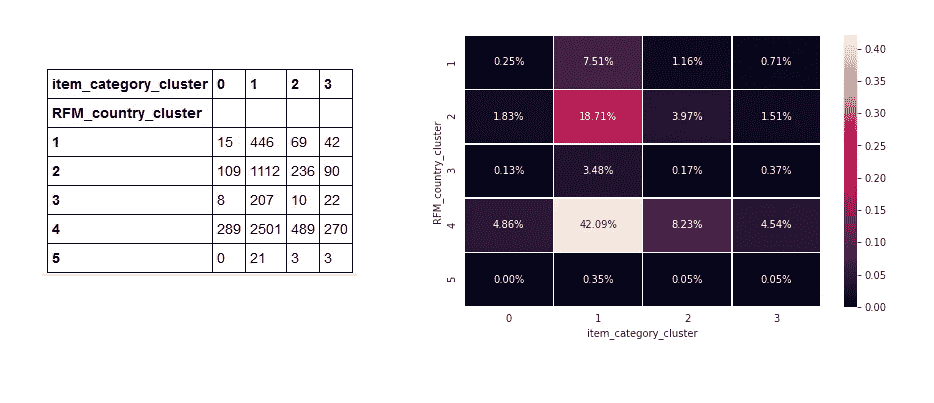 item_category_cluster 0 1 2 3
RFM_country_cluster
1 15 446 69 42
2 109 1112 236 90
3 8 207 10 22
4 289 2501 489 270
5 0 21 3 3
RFM_country_cluster
1 0.25% 7.51% 1.16% 0.71%
2 1.83% 18.71% 3.97% 1.51%
3 0.13% 3.48% 0.17% 0.37%
4 4.86% 42.09% 8.23% 4.54%
5 0.00% 0.35% 0.05% 0.05%
0 1 2 3
item_category_cluster
0.40
0.35
0.30
0.25
0.20
0.15
0.10
0.05
0.00